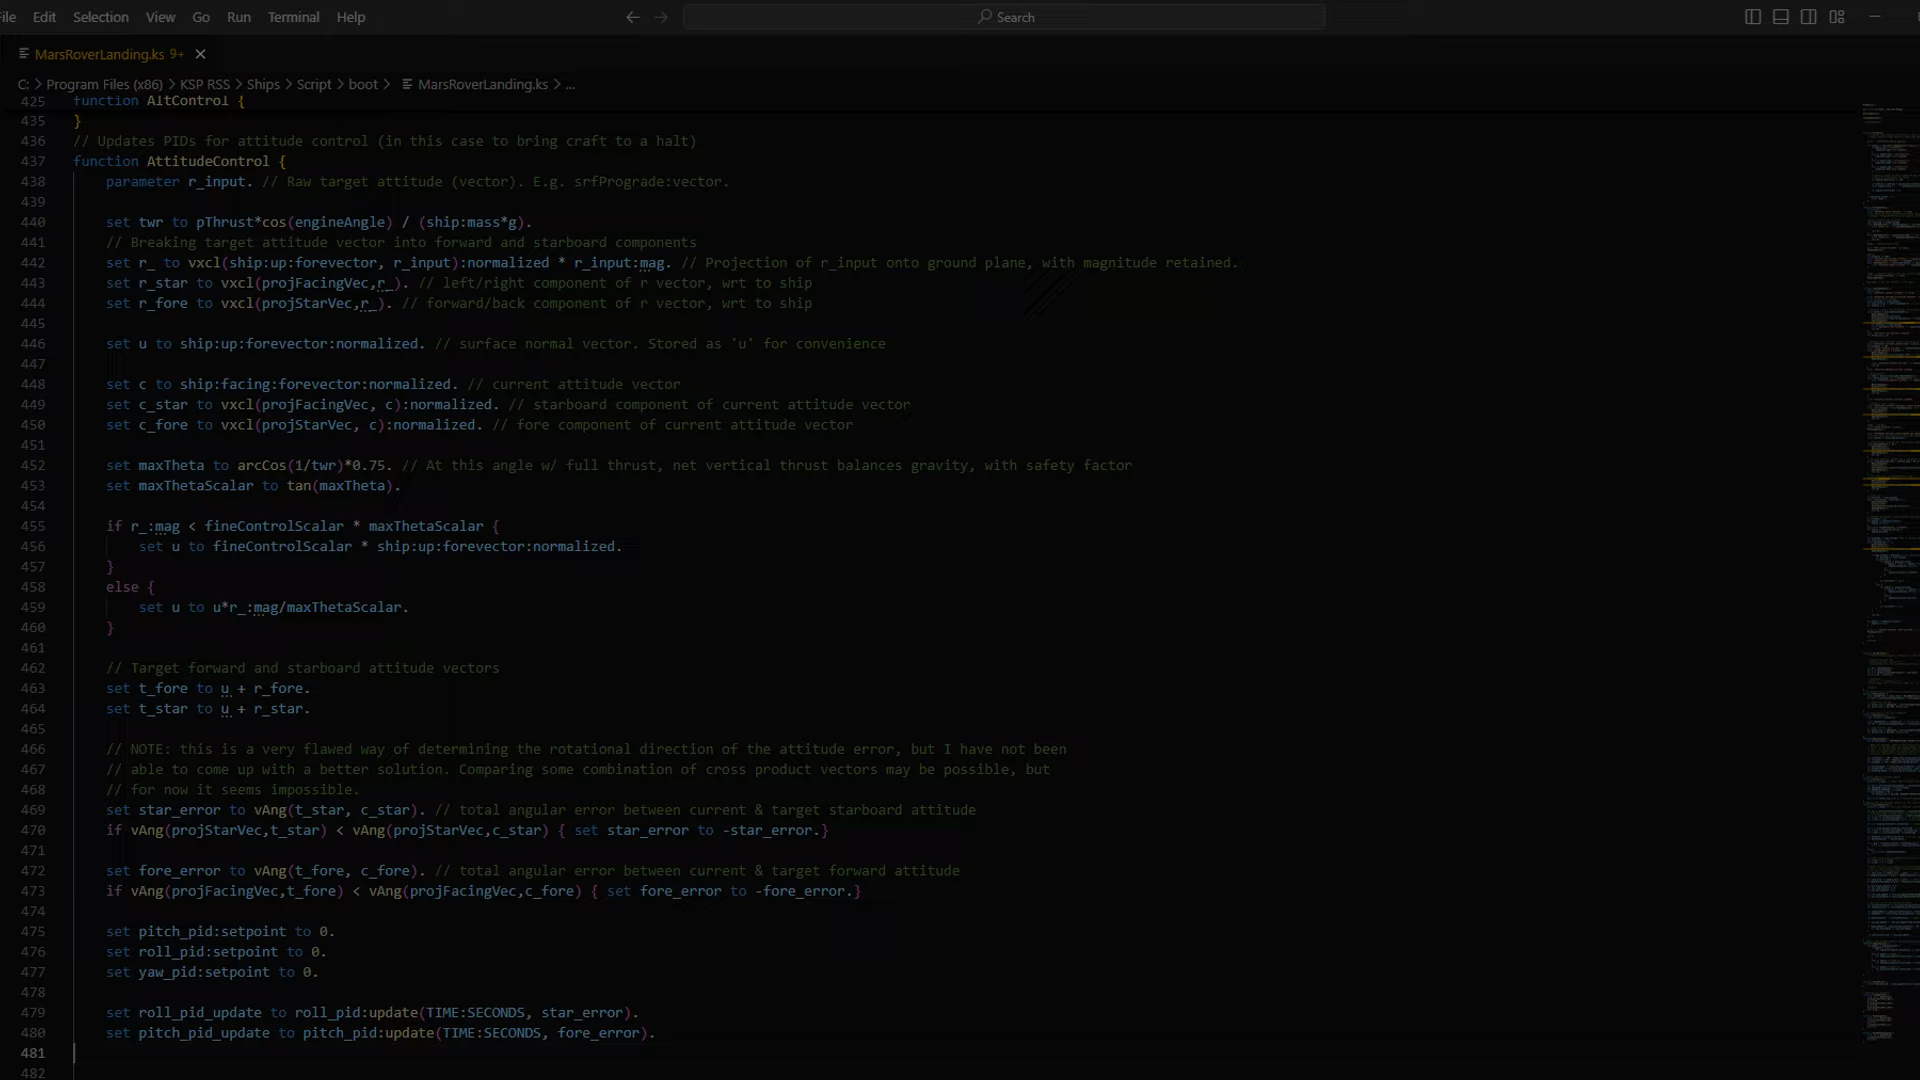 File Edit Selection View Go Run Terminal Help
Search
MarsRoverLanding.ks 9+
C: > Program Files (x86) > KSP RSS > Ships > Script > boot > MarsRoverLanding.ks > ...
425 function AltControl {
435 }
436 // Updates PIDs for attitude control (in this case to bring craft to a halt)
437 function AttitudeControl {
438 parameter r_input. // Raw target attitude (vector). E.g. srfPrograde:vector.
439
440 set twr to pThrust*cos(engineAngle) / (ship:mass*g).
441 // Breaking target attitude vector into forward and starboard components
442 set r_ to vxcl(ship:up:forevector, r_input):normalized * r_input:mag. // Projection of r_input onto ground plane, with magnitude retained.
443 set r_star to vxcl(projFacingVec,r_). // left/right component of r vector, wrt to ship
444 set r_fore to vxcl(projStarVec,r_). // forward/back component of r vector, wrt to ship
445
446 set u to ship:up:forevector:normalized. // surface normal vector. Stored as 'u' for convenience
447
448 set c to ship:facing:forevector:normalized. // current attitude vector
449 set c_star to vxcl(projFacingVec, c):normalized. // starboard component of current attitude vector
450 set c_fore to vxcl(projStarVec, c):normalized. // fore component of current attitude vector
451
452 set maxTheta to arcCos(1/twr)*0.75. // At this angle w/ full thrust, net vertical thrust balances gravity, with safety factor
453 set maxThetaScalar to tan(maxTheta).
454
455 if r_:mag < fineControlScalar * maxThetaScalar {
456 set u to fineControlScalar * ship:up:forevector:normalized.
457 }
458 else {
459 set u to u*r_:mag/maxThetaScalar.
460 }
461
462 // Target forward and starboard attitude vectors
463 set t_fore to u + r_fore.
464 set t_star to u + r_star.
465
466 // NOTE: this is a very flawed way of determining the rotational direction of the attitude error, but I have not been
467 // able to come up with a better solution. Comparing some combination of cross product vectors may be possible, but
468 // for now it seems impossible.
469 set star_error to vAng(t_star, c_star). // total angular error between current & target starboard attitude
470 if vAng(projStarVec,t_star) < vAng(projStarVec,c_star) { set star_error to -star_error.}
471
472 set fore_error to vAng(t_fore, c_fore). // total angular error between current & target forward attitude
473 if vAng(projFacingVec,t_fore) < vAng(projFacingVec,c_fore) { set fore_error to -fore_error.}
474
475 set pitch_pid:setpoint to 0.
476 set roll_pid:setpoint to 0.
477 set yaw_pid:setpoint to 0.
478
479 set roll_pid_update to roll_pid:update(TIME:SECONDS, star_error).
480 set pitch_pid_update to pitch_pid:update(TIME:SECONDS, fore_error).
481
482